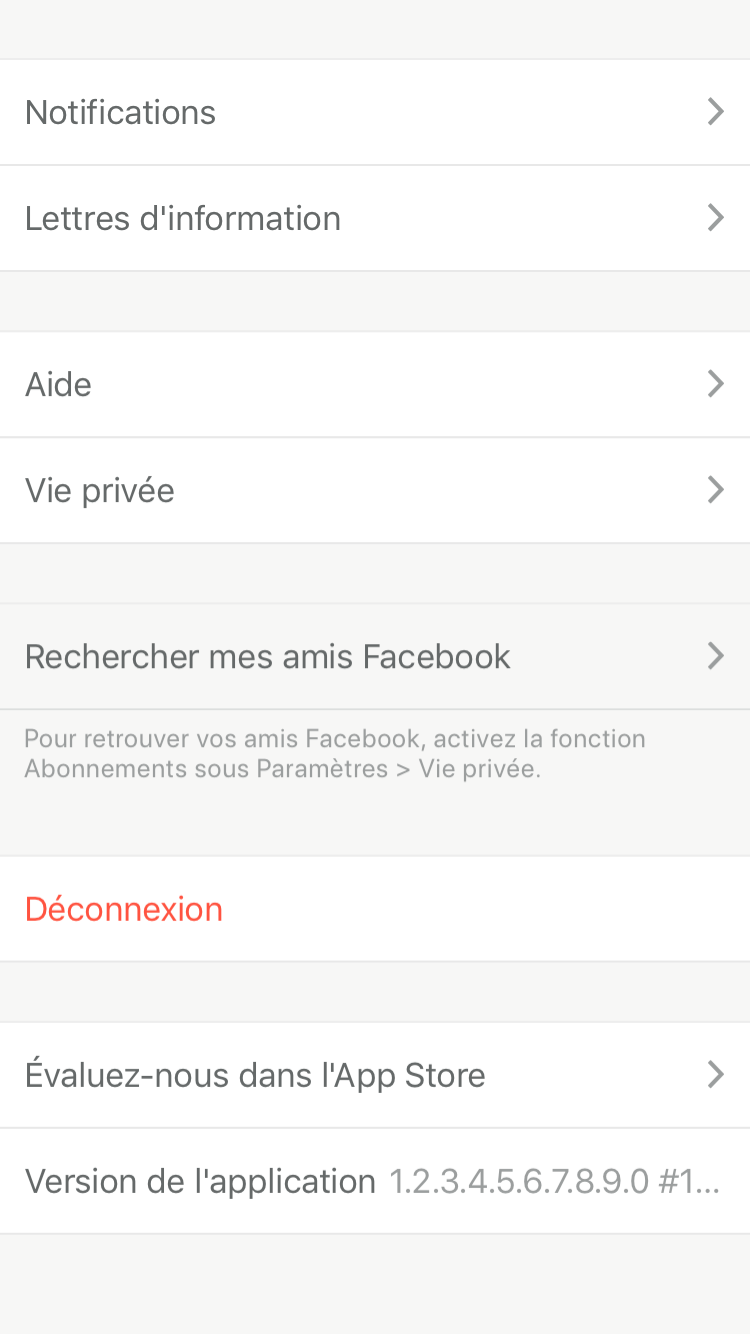 Notifications
Lettres d'information
Aide
Vie privée
Rechercher mes amis Facebook
Pour retrouver vos amis Facebook, activez la fonction
Abonnements sous Paramètres > Vie privée.
Déconnexion
Évaluez-nous dans l'App Store
Version de l'application 1.2.3.4.5.6.7.8.9.0 #1...